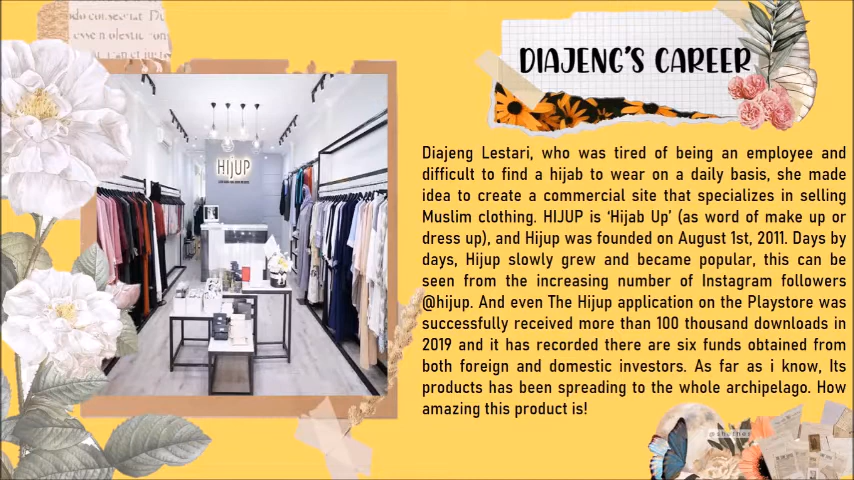 DIAJENG'S CAREER
HIJUP
Diajeng Lestari, who was tired of being an employee and
difficult to find a hijab to wear on a daily basis, she made
idea to create a commercial site that specializes in selling
Muslim clothing. HIJUP is 'Hijab Up' (as word of make up or
dress up), and Hijup was founded on August 1st, 2011. Days by
days, Hijup slowly grew and became popular, this can be
seen from the increasing number of Instagram followers
@hijup. And even The Hijup application on the Playstore was
successfully received more than 100 thousand downloads in
2019 and it has recorded there are six funds obtained from
both foreign and domestic investors. As far as i know, Its
products has been spreading to the whole archipelago. How
amazing this product is!